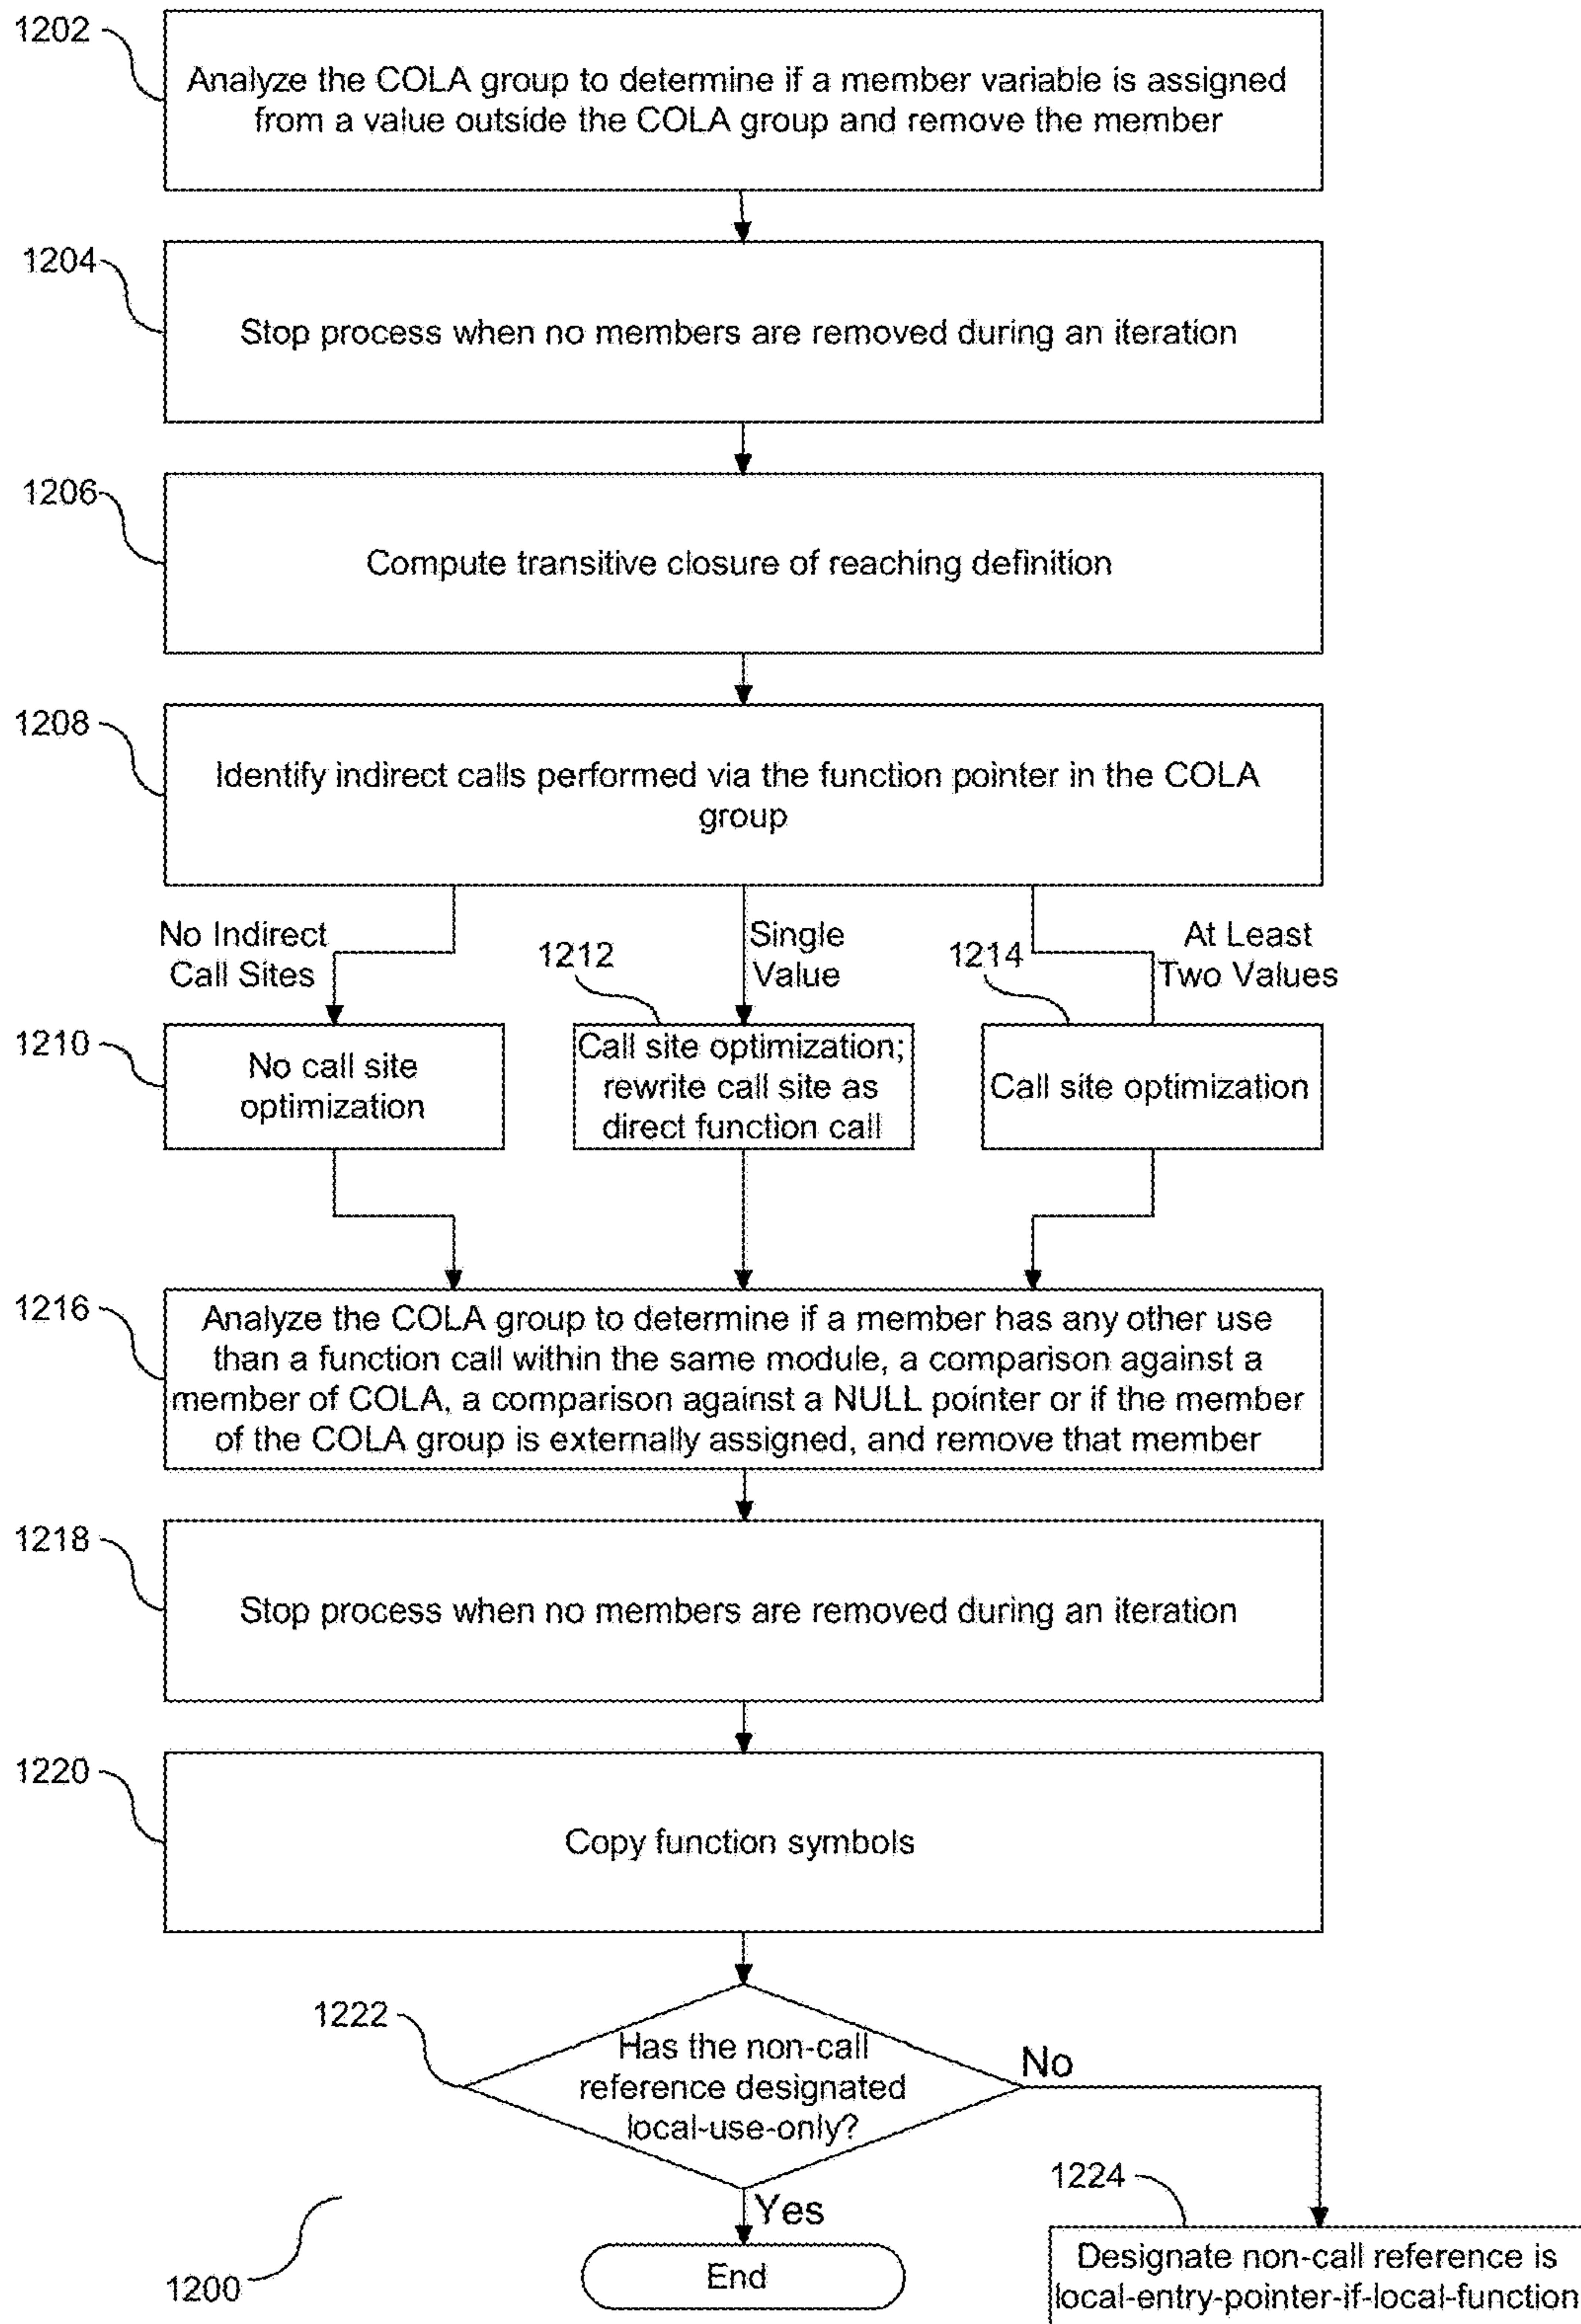 1202
Analyze the COLA group to determine if a member variable is assigned
from a value outside the COLA group and remove the member
1204
Stop process when no members are removed during an iteration
1206
Compute transitive closure of reaching definition
1208
Identify indirect calls performed via the function pointer in the COLA
group
No Indirect
Call Sites
1212
Single
Value
1214
At Least
Two Values
1210
No call site
optimization
Call site optimization;
rewrite call site as
direct function call
Call site optimization
1216
Analyze the COLA group to determine if a member has any other use
than a function call within the same module, a comparison against a
member of COLA, a comparison against a NULL pointer or if the member
of the COLA group is externally assigned, and remove that member
1218
Stop process when no members are removed during an iteration
1220
Copy function symbols
1222
Has the non-call
reference designated
local-use-only?
No
1224
Yes
1200
End
Designate non-call reference is
local-entry-pointer-if-local-function